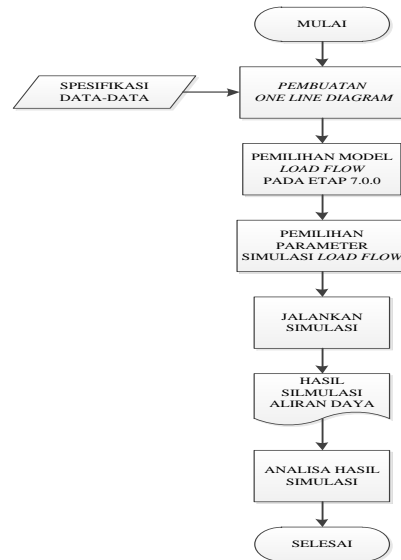 MULAI
SPESIFIKASI
DATA-DATA
PEMBUATAN
ONE LINE DIAGRAM
PEMILIHAN MODEL
LOAD FLOW
PADA ETAP 7.0.0
PEMILIHAN
PARAMETER
SIMULASI LOAD FLOW
JALANKAN
SIMULASI
HASIL
SILMULASI
ALIRAN DAYA
ANALISA HASIL
SIMULASI
SELESAI